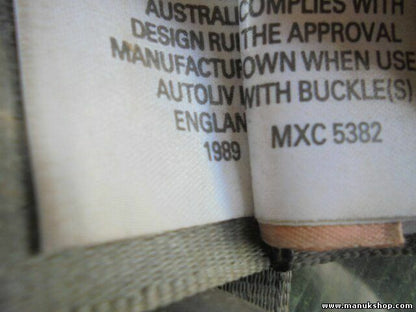 AUSTRALI
DESIGN RU
MANUFACTU
AUTOLIV
ENGLAN
1989
COMPLIES WITH
THE APPROVAL
OWN WHEN USE
WITH BUCKLE(S)
MXC 5382
www.manukshop.com